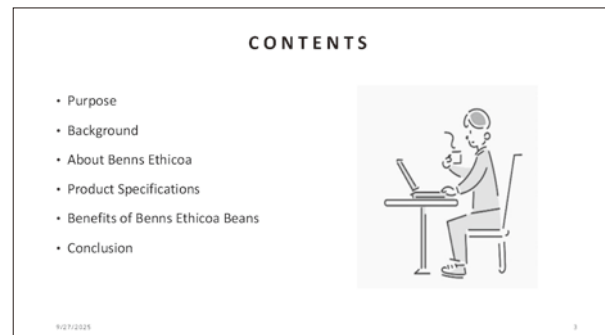 CONTENTS
• Purpose
• Background
• About Benns Ethicoa
• Product Specifications
• Benefits of Benns Ethicoa Beans
• Conclusion
9/27/2025
3